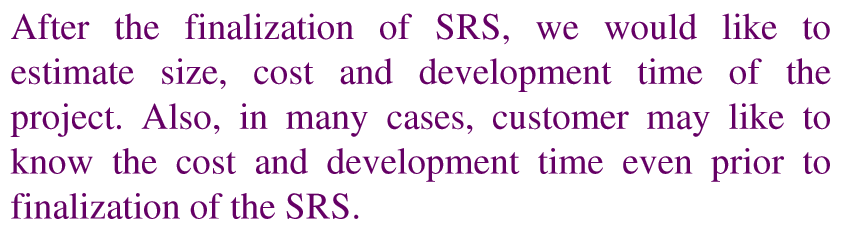 After the finalization of SRS, we would like to
estimate size, cost and development time of the
project. Also, in many cases, customer may like to
know the cost and development time even prior to
finalization of the SRS.